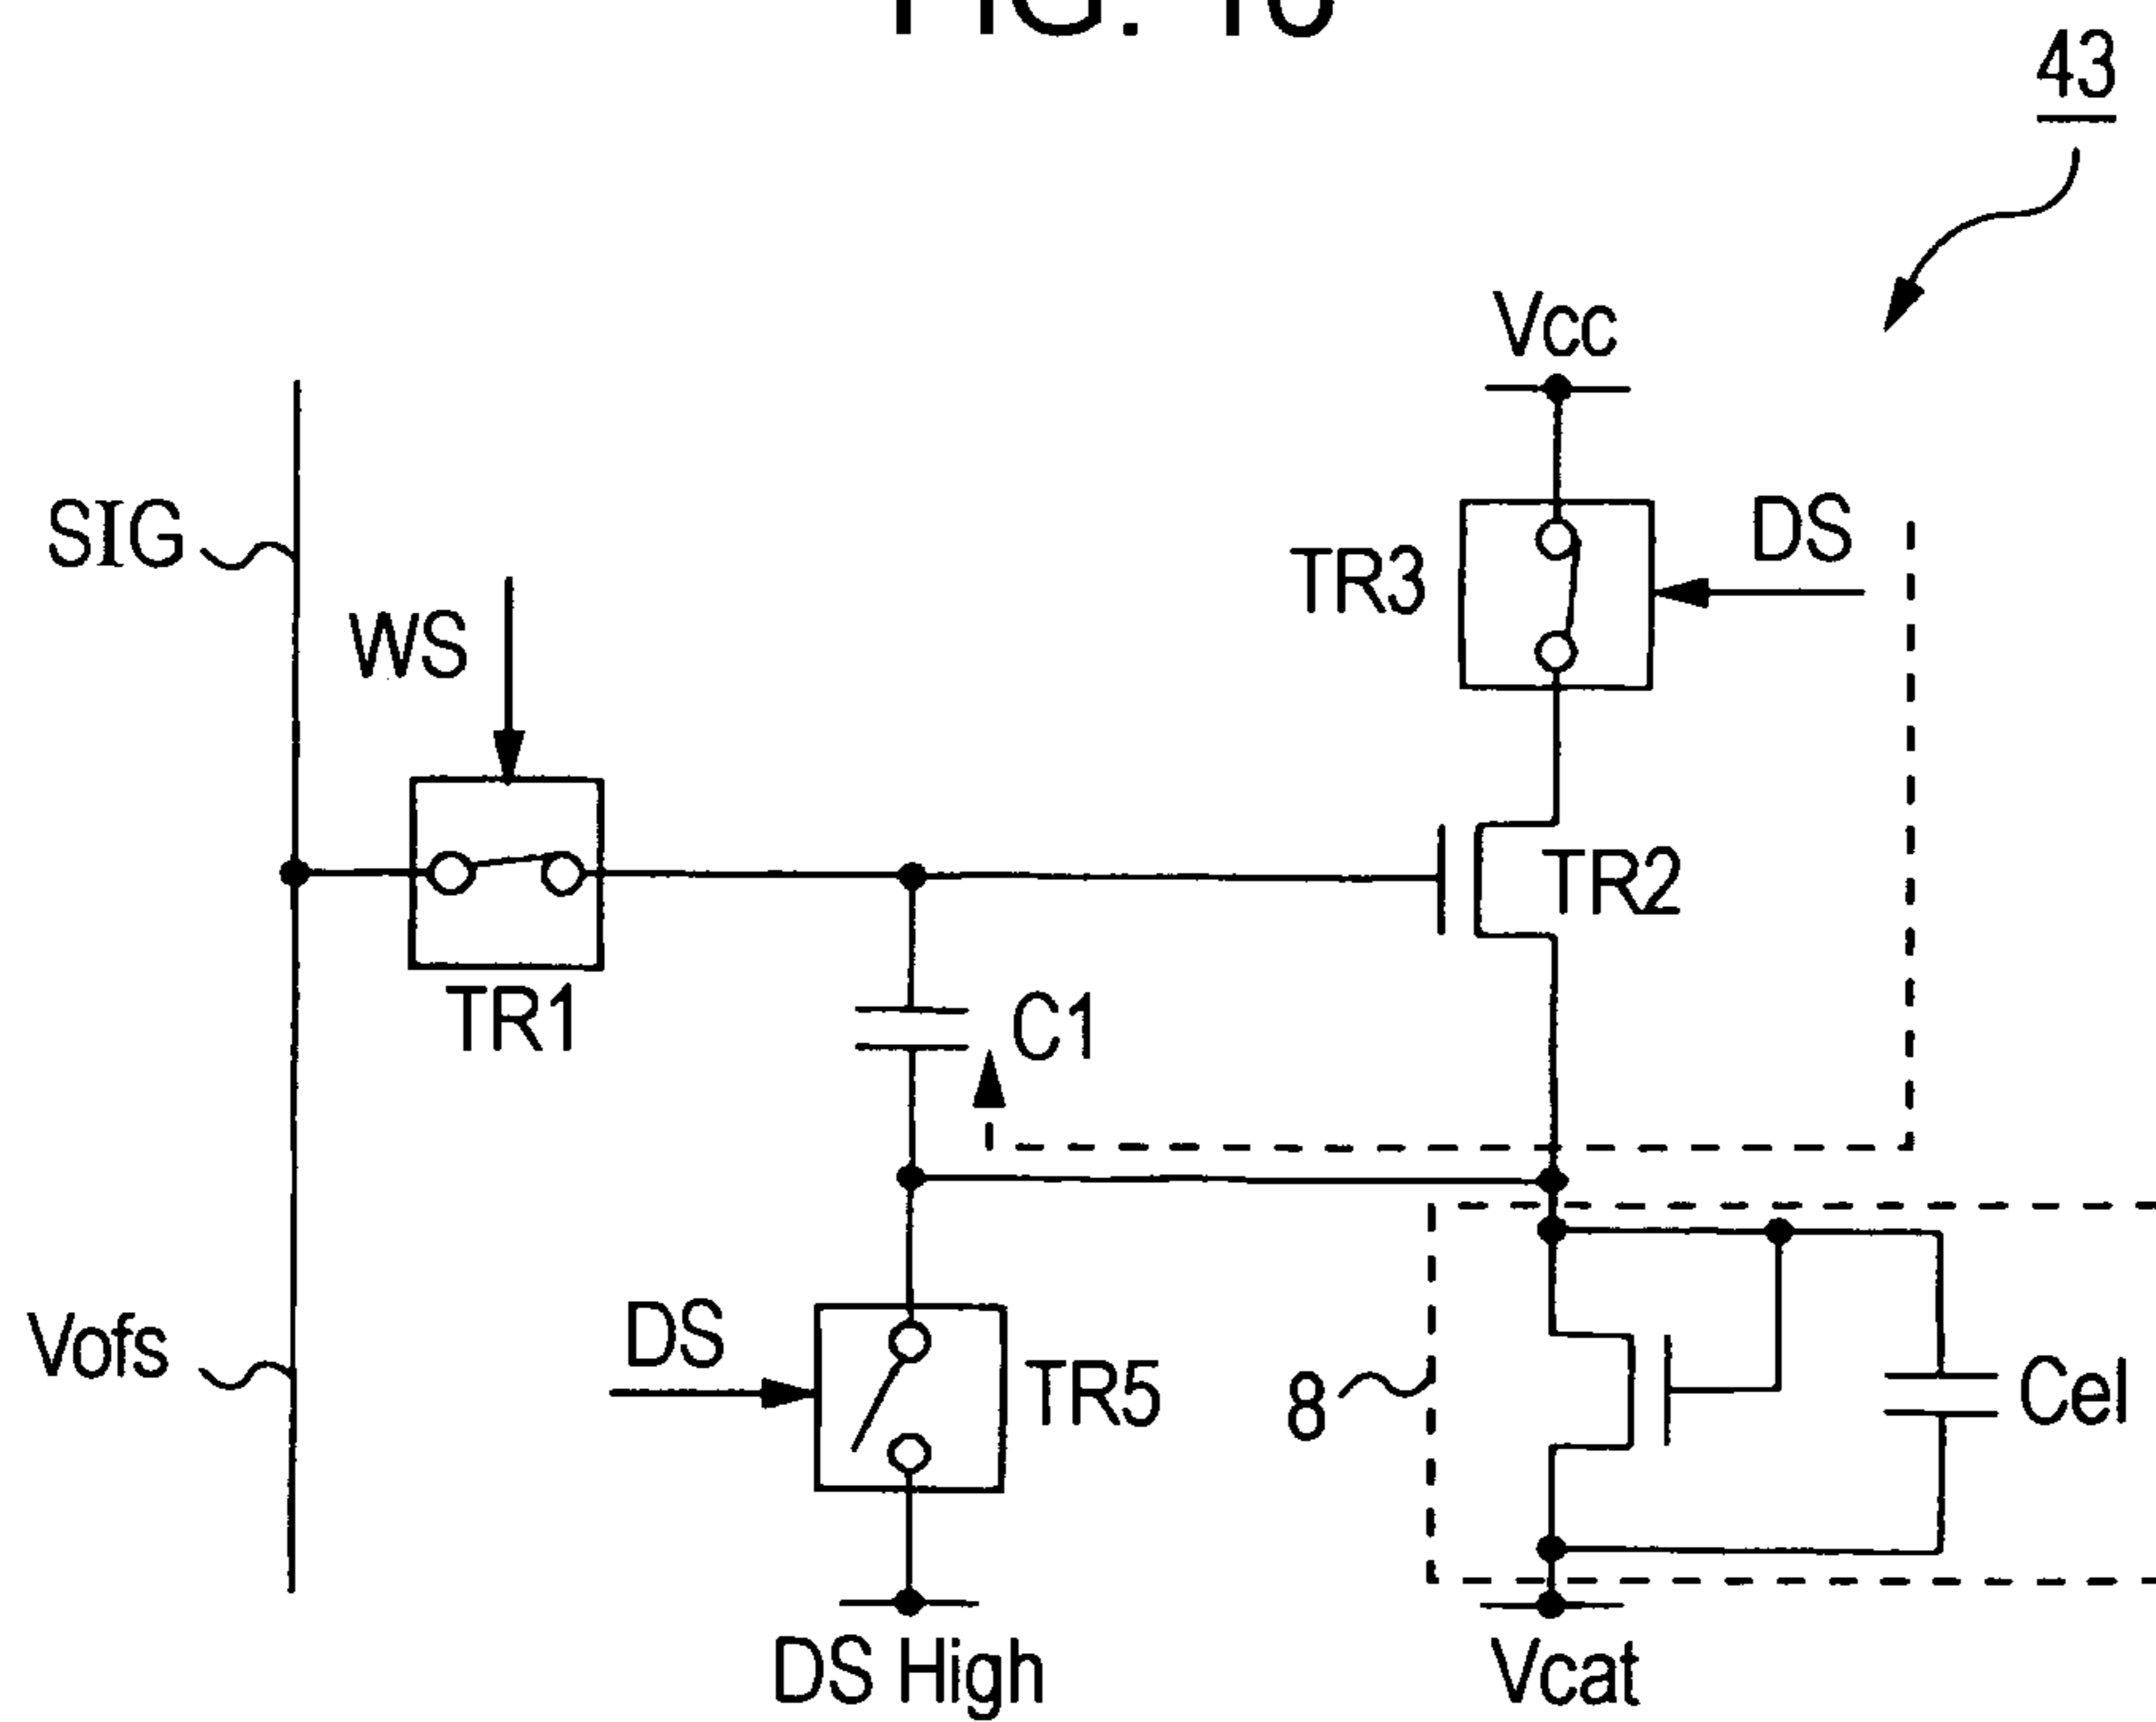 43
Vcc
SIG
DS
TR3
WS
TR2
TR1
C1
DS
Vofs
TR5
8
Cel
DS High
Vcat